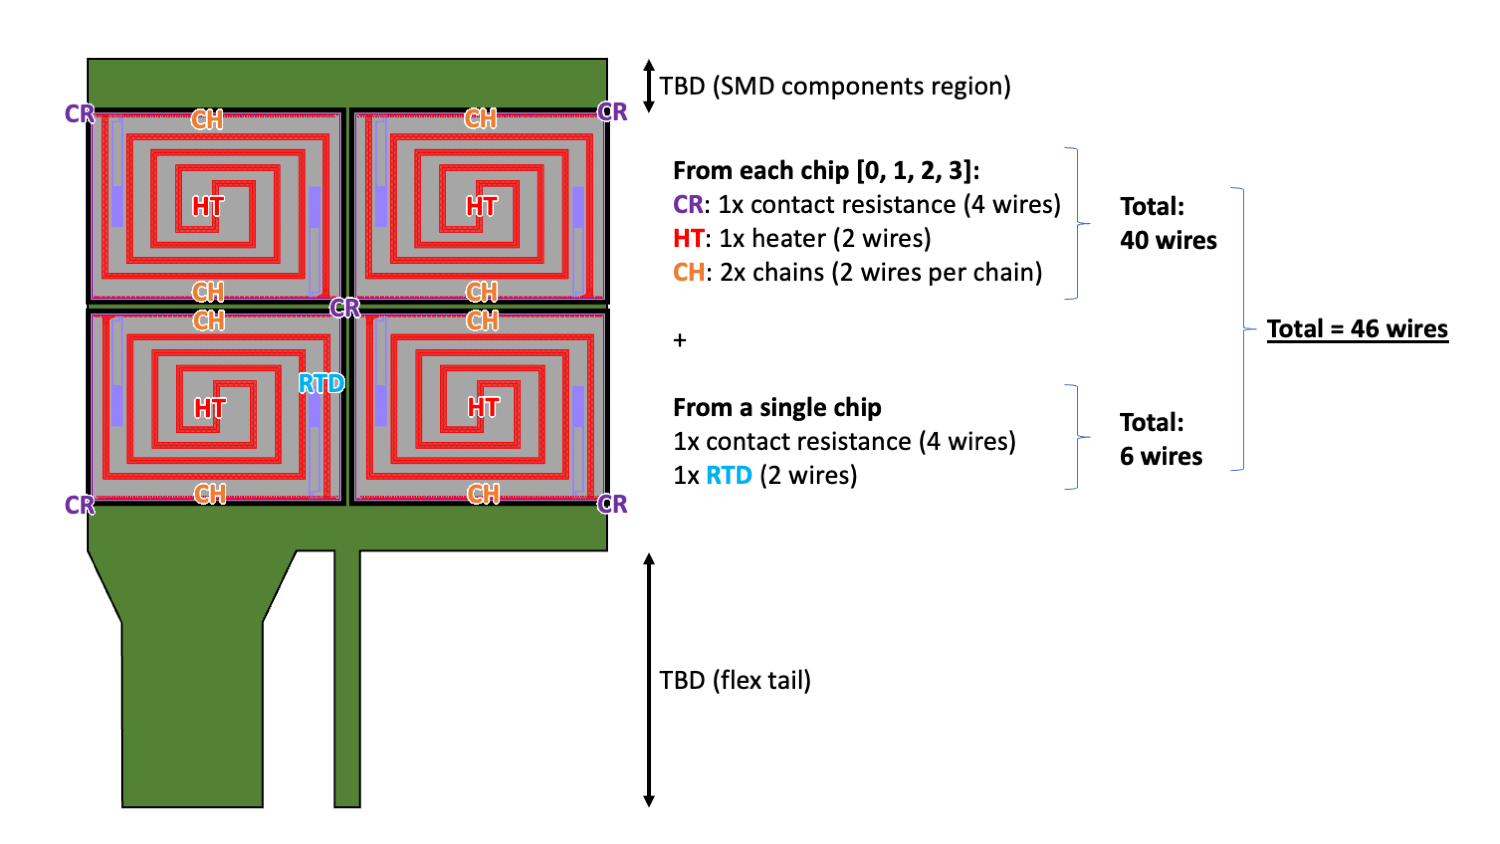 TBD (SMD components region)
CR
CH
CH
CR
HT
HT
CH
CH
CR
CH
CH
RTD
HT
HT
CR
CH
CH
CR
From each chip [0, 1, 2, 3]:
CR: 1x contact resistance (4 wires)
HT: 1x heater (2 wires)
CH: 2x chains (2 wires per chain)
Total:
40 wires
+
Total = 46 wires
From a single chip
1x contact resistance (4 wires)
1x RTD (2 wires)
Total:
6 wires
TBD (flex tail)